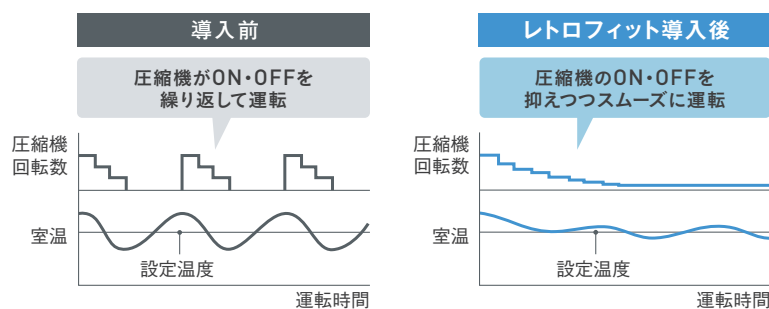 導入前
圧縮機がON・OFFを
繰り返して運転
圧縮機
回転数
室温
設定温度
運転時間
レトロフィット導入後
圧縮機のON・OFFを
抑えつつスムーズに運転
圧縮機
回転数
室温
設定温度
運転時間